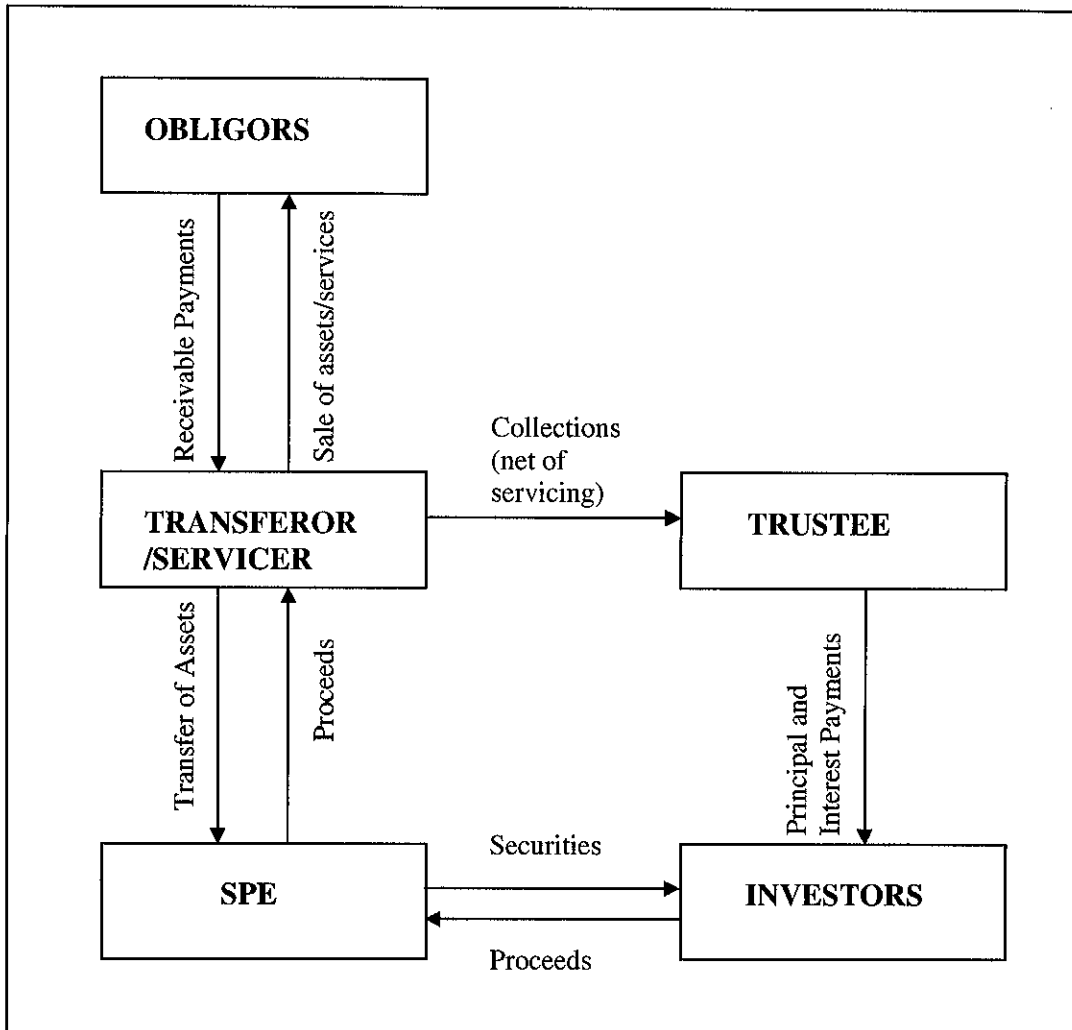 OBLIGORS
Receivable Payments
Sale of assets/services
Collections
(net of
servicing)
TRANSFEROR
/SERVICER
TRUSTEE
Transfer of Assets
Proceeds
Principal and
Interest Payments
Securities
SPE
INVESTORS
Proceeds